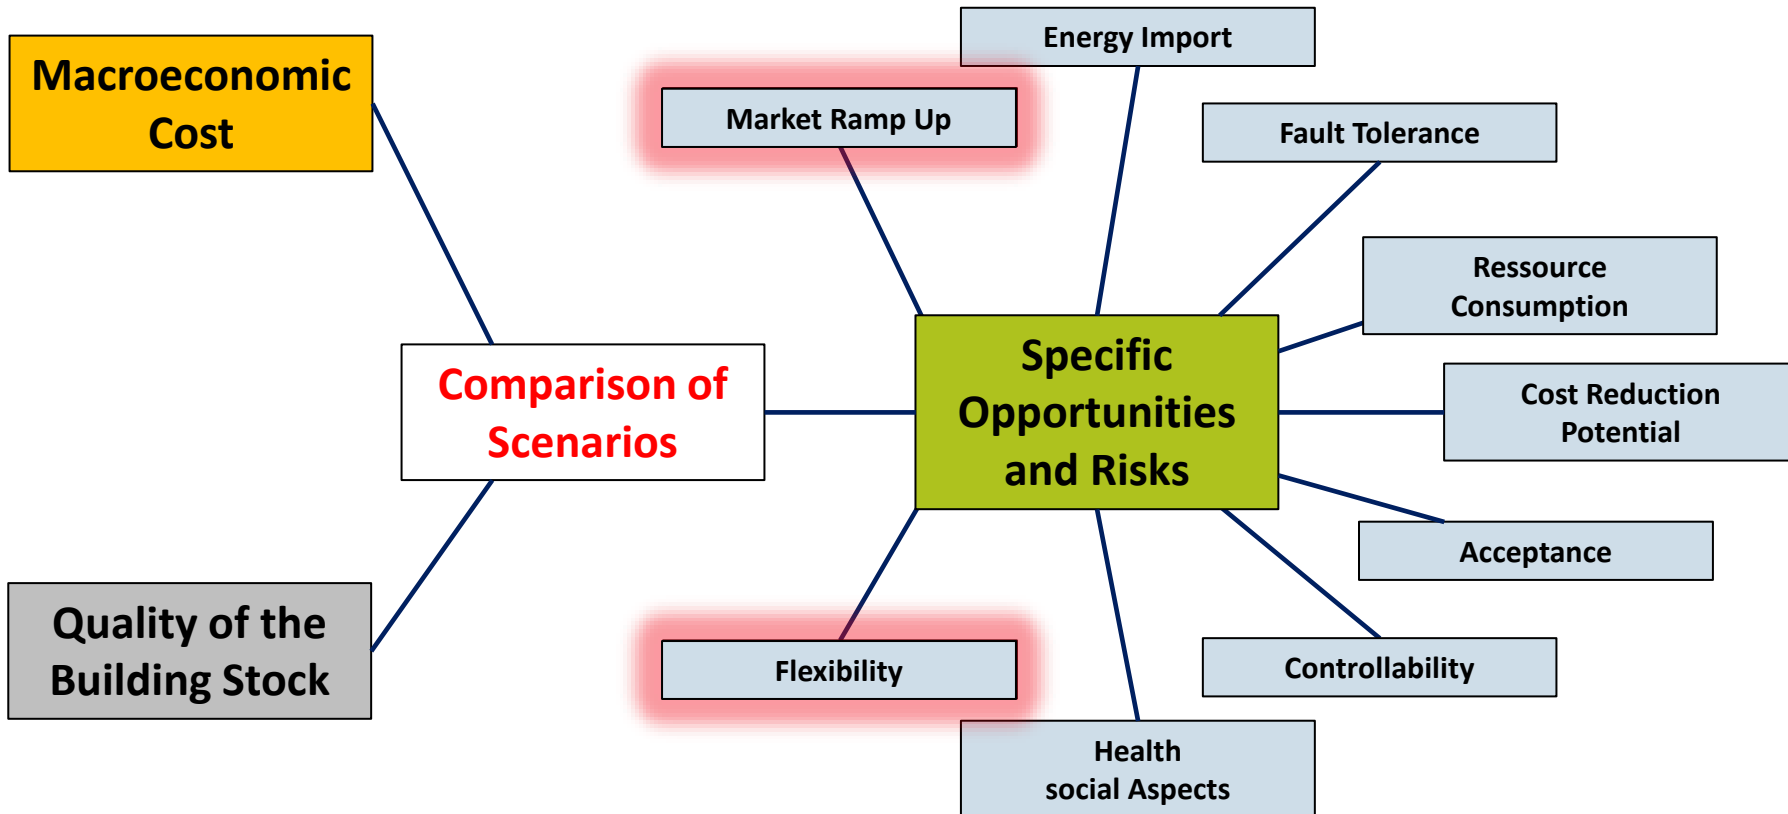 Macroeconomic
Cost
Energy Import
Market Ramp Up
Fault Tolerance
Ressource
Consumption
Comparison of
Scenarios
Specific
Opportunities
and Risks
Cost Reduction
Potential
Acceptance
Quality of the
Building Stock
Flexibility
Controllability
Health
social Aspects